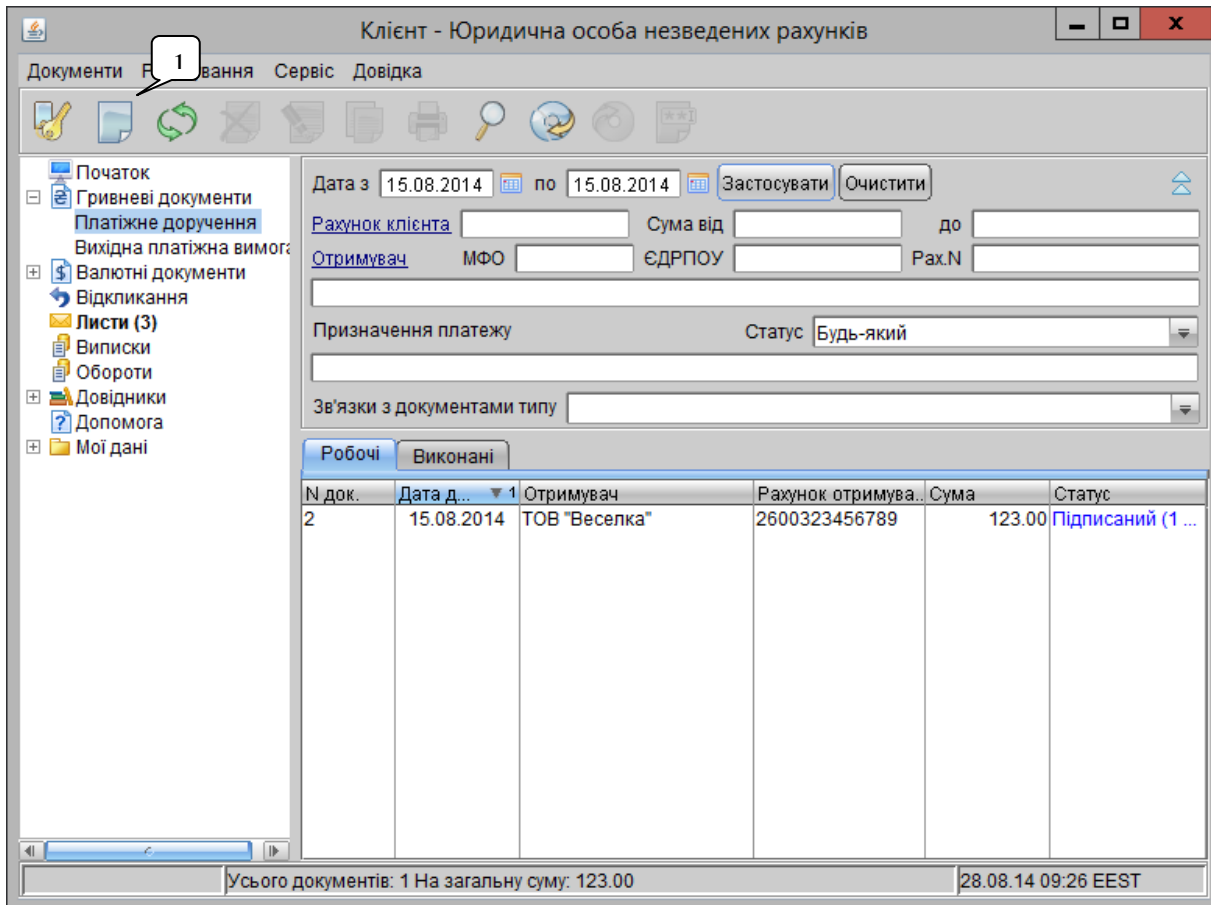 Клієнт - Юридична особа незведених рахунків
Документи вання Сервіс Довідка
1
Початок
Гривневі документи
Платіжне доручення
Вихідна платіжна вимога
Валютні документи
Відкликання
Листи (3)
Виписки
Обороти
Довідники
Допомога
Мої дані
Дата з 15.08.2014 по 15.08.2014 Застосувати Очистити
Рахунок клієнта Сума від до
Отримувач МФО ЄДРПОУ Рах.N
Призначення платежу Статус Будь-який
Зв'язки з документами типу
Робочі Виконані
N док. Дата д... 1 Отримувач Рахунок отримува.. Сума Статус
2 15.08.2014 ТОВ "Веселка" 2600323456789 123.00 Підписаний (1 ...
Усього документів: 1 На загальну суму: 123.00 28.08.14 09:26 EEST